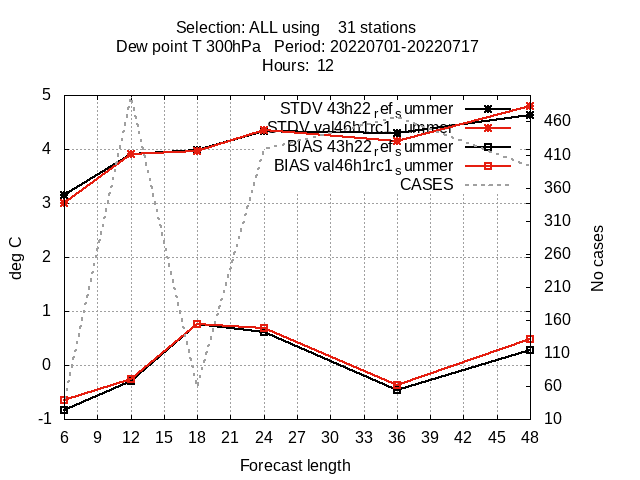 Selection: ALL using 31 stations
Dew point T 300hPa Period: 20220701-20220717
Hours: 12
STDV 43h22_ref_summer
STDV val46h1rc1_summer
BIAS 43h22_ref_summer
BIAS val46h1rc1_summer
CASES
5
4
3
2
1
0
-1
deg C
460
410
360
310
260
210
160
110
60
10
No cases
6 9 12 15 18 21 24 27 30 33 36 39 42 45 48
Forecast length